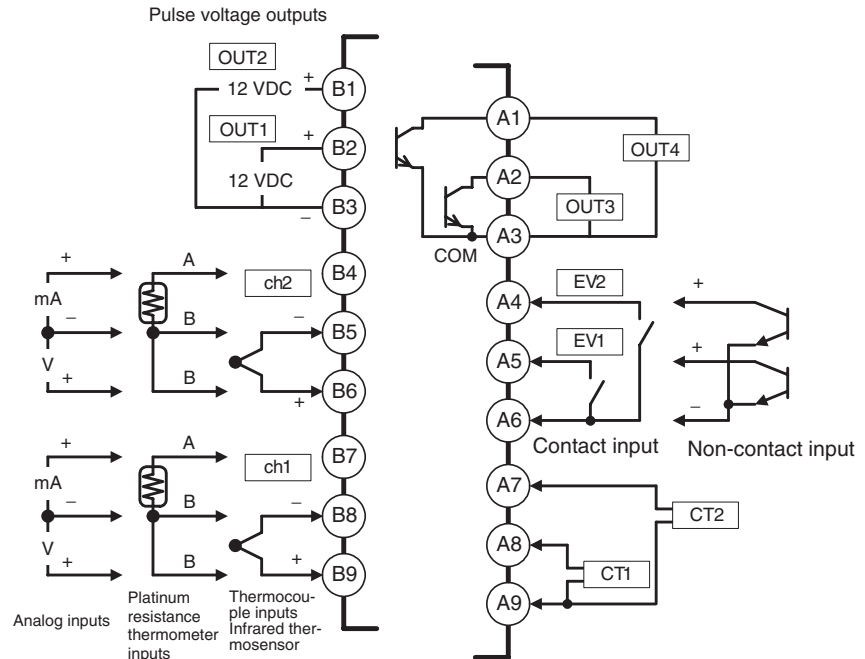 Pulse voltage outputs
OUT2
+
12 VDC
B1
OUT1
+
B2
12 VDC
–
B3
+
A
B4
mA
ch2
–
B
–
B5
V
+
B
+
B6
+
A
B7
mA
ch1
–
B
–
B8
V
+
B
+
B9
Analog inputs
Platinum
resistance
thermometer
inputs
Thermocou-
ple inputs
Infrared ther-
mosensor
A1
OUT4
A2
OUT3
A3
COM
A4
EV2
+
A5
EV1
+
A6
–
Contact input
Non-contact input
A7
CT2
A8
CT1
A9